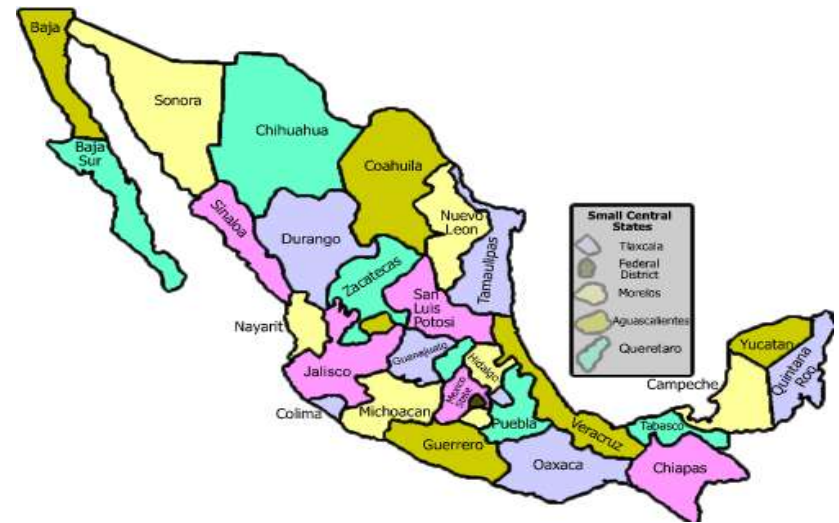 Baja
Sonora
Chihuahua
Coahuila
Baja
Sur
Sinaloa
Durango
Nuevo
Leon
Tamaulipas
Zacatecas
San
Luis
Potosi
Nayarit
Guanajuato
Hidalgo
Jalisco
Mexico
State
Colima
Michoacan
Puebla
Veracruz
Guerrero
Oaxaca
Tabasco
Chiapas
Campeche
Yucatan
Quintana
Roo
Small Central
States
Tlaxcala
Federal
District
Morelos
Aguascalientes
Queretaro